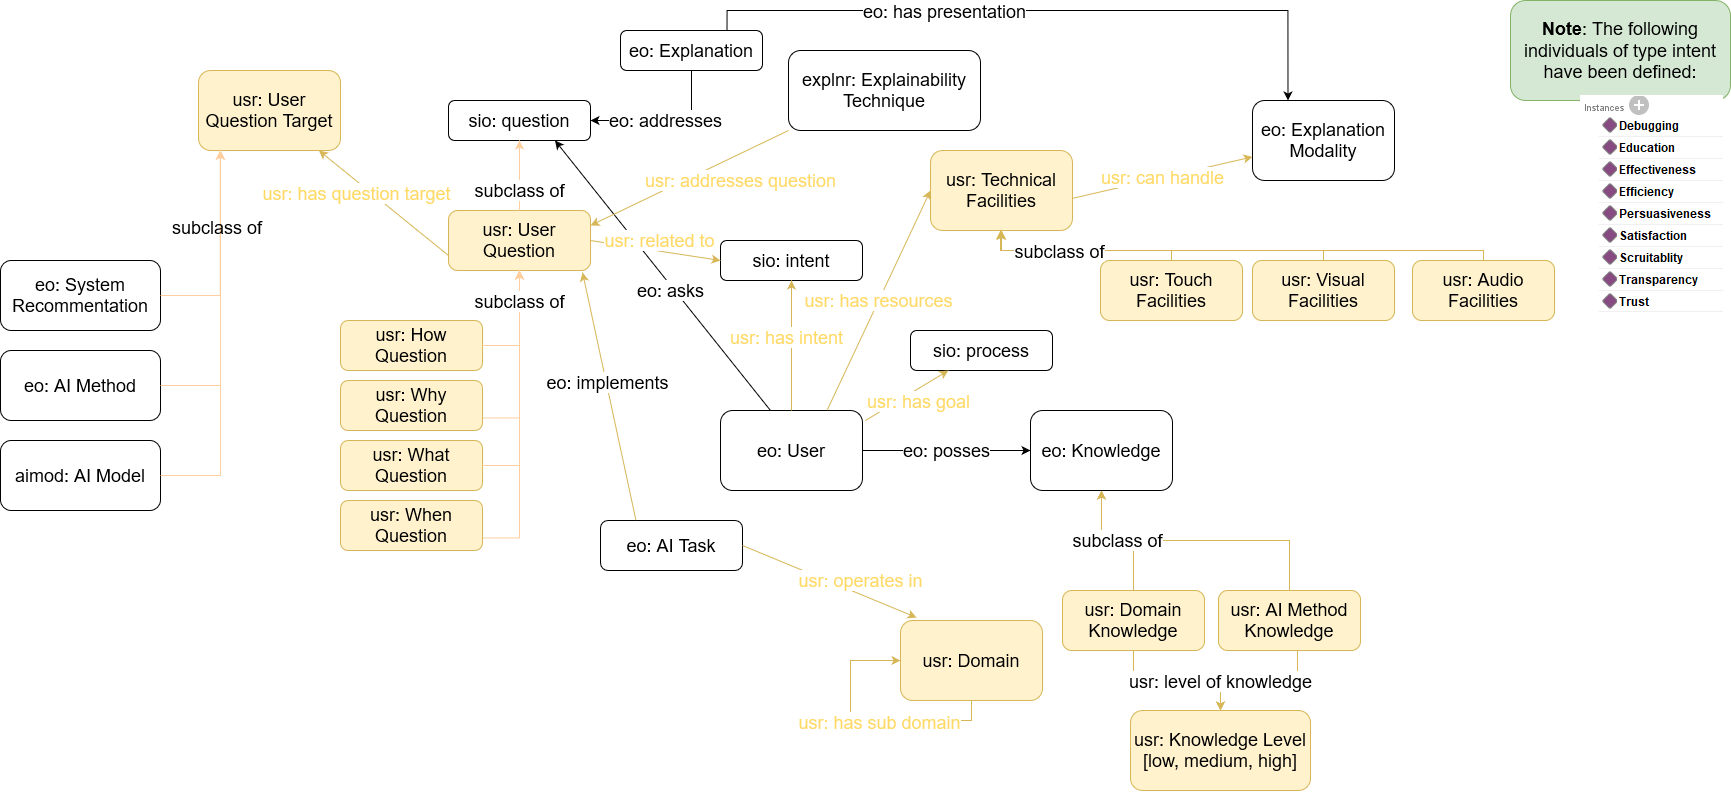 eo: has presentation
Note: The following
individuals of type intent
have been defined:
eo: Explanation
explnr: Explainability
Technique
usr: User
Question Target
sio: question
eo: addresses
eo: Explanation
Modality
Instances
Debugging
Education
Effectiveness
Efficiency
Persuasiveness
Satisfaction
Scruitablity
Transparency
Trust
usr: has question target
subclass of
usr: addresses question
usr: Technical
Facilities
usr: can handle
subclass of
usr: User
Question
usr: related to
sio: intent
subclass of
usr: Touch
Facilities
usr: Visual
Facilities
usr: Audio
Facilities
eo: System
Recommentation
subclass of
eo: asks
usr: has resources
usr: has intent
usr: How
Question
sio: process
eo: AI Method
usr: Why
Question
eo: implements
usr: has goal
aimod: AI Model
usr: What
Question
eo: User
eo: posses
eo: Knowledge
usr: When
Question
eo: AI Task
subclass of
usr: operates in
usr: Domain
Knowledge
usr: AI Method
Knowledge
usr: Domain
usr: level of knowledge
usr: has sub domain
usr: Knowledge Level
[low, medium, high]